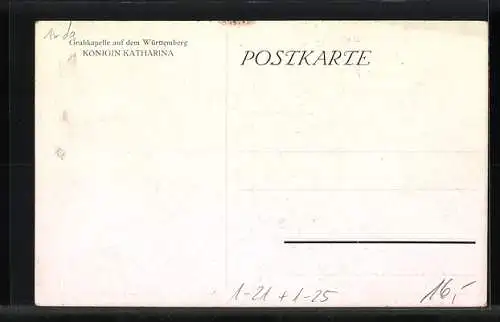 Grabkapelle auf dem Württemberg
KÖNIGIN KATHARINA
POSTKARTE
1-21 + 1-25
16,-